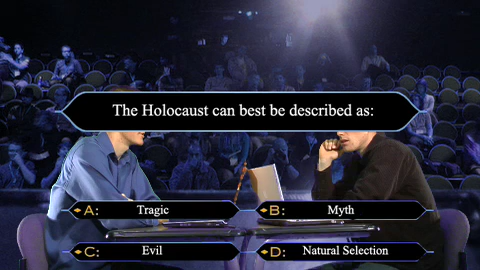 The Holocaust can best be described as:
A: Tragic
B: Myth
C: Evil
D: Natural Selection